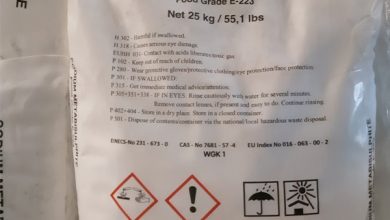 Food Grade E-223
Net 25 kg / 55,1 lbs
H 302 - Harmful if swallowed.
H 318 - Causes serious eye damage.
EUH 031 - Contact with acids liberates toxic gas.
P 102 - Keep out of reach of children.
P 280 - Wear protective gloves/protective clothing/eye protection/face protection.
P 301 - IF SWALLOWED:
P 315 - Get immediate medical advice/attention.
P 305+351+338 - IF IN EYES: Rinse cautiously with water for several minutes.
Remove contact lenses, if present and easy to do. Continue rinsing.
P 402+404 - Store in a dry place. Store in a closed container.
P 501 - Dispose of contents/container via the national/local hazardous waste disposal.
EINECS-No 231 - 673 - 0 CAS - No 7681 - 57 - 4 EU Index No 016 - 063 - 00 - 2
WGK 1
SODIUM METABISULPHITE